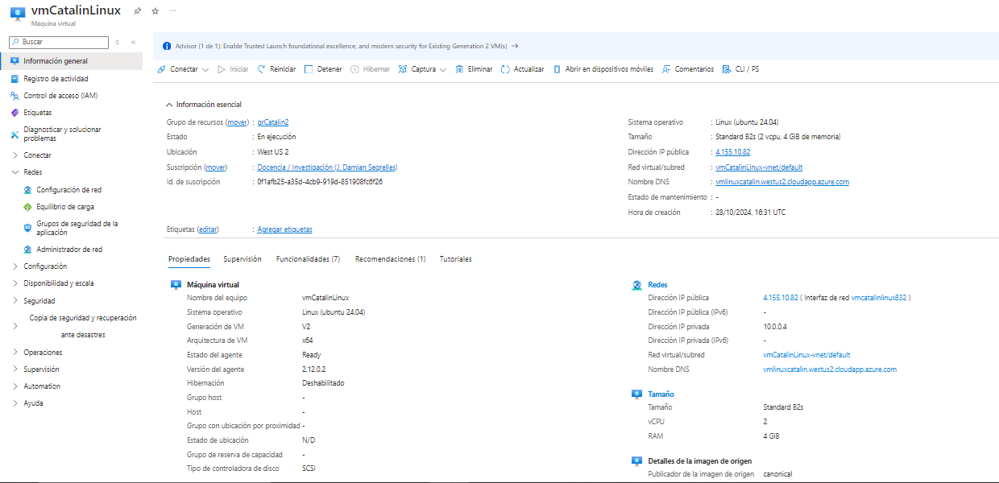 vmCatalinLinux
Máquina virtual
Buscar
Información general
Registro de actividad
Control de acceso (IAM)
Etiquetas
Diagnosticar y solucionar
problemas
Conectar
Redes
Configuración de red
Equilibrio de carga
Grupos de seguridad de la
aplicación
Administrador de red
Configuración
Disponibilidad y escala
Seguridad
Copia de seguridad y recuperación
ante desastres
Operaciones
Supervisión
Automation
Ayuda
Advisor (1 de 1): Enable Trusted Launch foundational excellence, and modern security for Existing Generation 2 VM(s) →
Conectar Iniciar Reiniciar Detener Hibernar Captura Eliminar Actualizar Abrir en dispositivos móviles Comentarios CLI / PS
Información esencial
Grupo de recursos (mover) : grCatalin2
Estado : En ejecución
Ubicación : West US 2
Suscripción (mover) : Docencia / Investigación (J. Damian Segrelles)
Id. de suscripción : 0f1afb25-a35d-4cb9-919d-851908fc6f26
Sistema operativo : Linux (ubuntu 24.04)
Tamaño : Standard B2s (2 vcpu, 4 GiB de memoria)
Dirección IP pública : 4.155.10.82
Red virtual/subred : vmCatalinLinux-vnet/default
Nombre DNS : vmlinuxcatalin.westus2.cloudapp.azure.com
Estado de mantenimiento : -
Hora de creación : 28/10/2024, 16:31 UTC
Etiquetas (editar) : Agregar etiquetas
Propiedades Supervisión Funcionalidades (7) Recomendaciones (1) Tutoriales
Máquina virtual
Nombre del equipo vmCatalinLinux
Sistema operativo Linux (ubuntu 24.04)
Generación de VM V2
Arquitectura de VM x64
Estado del agente Ready
Versión del agente 2.12.0.2
Hibernación Deshabilitado
Grupo host -
Host -
Grupo con ubicación por proximidad -
Estado de ubicación N/D
Grupo de reserva de capacidad -
Tipo de controladora de disco SCSI
Redes
Dirección IP pública 4.155.10.82 ( Interfaz de red vmcatalinlinux832 )
Dirección IP pública (IPv6) -
Dirección IP privada 10.0.0.4
Dirección IP privada (IPv6) -
Red virtual/subred vmCatalinLinux-vnet/default
Nombre DNS vmlinuxcatalin.westus2.cloudapp.azure.com
Tamaño
Tamaño Standard B2s
vCPU 2
RAM 4 GiB
Detalles de la imagen de origen
Publicador de la imagen de origen canonical